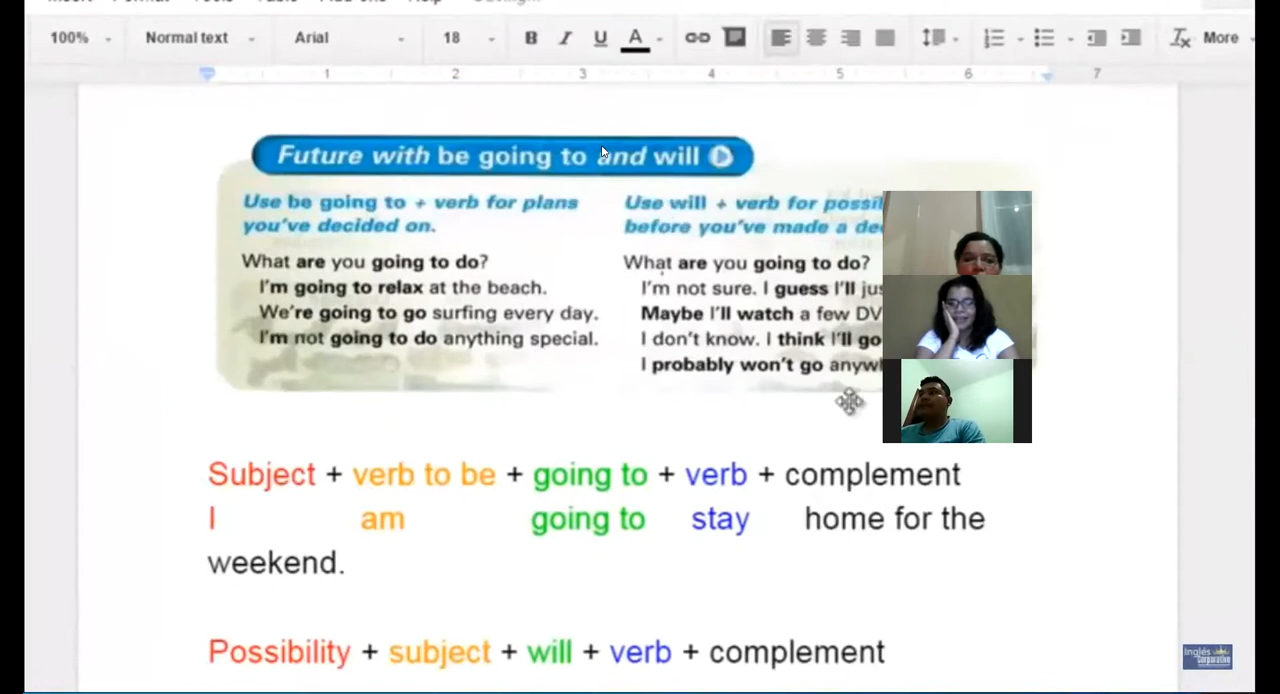 100% Normal text Arial 18 B I U A More
1 2 3 4 5 6 7
Future with be going to and will
Use be going to + verb for plans
you've decided on.
What are you going to do?
I'm going to relax at the beach.
We're going to go surfing every day.
I'm not going to do anything special.
Use will + verb for
before you've made a
What are you going to do?
I'm not sure. I guess I'll
Maybe I'll watch a few
I don't know. I think I'll go
I probably won't go
Subject + verb to be + going to + verb + complement
I am going to stay home for the
weekend.
Possibility + subject + will + verb + complement
Inglés
Corporativo